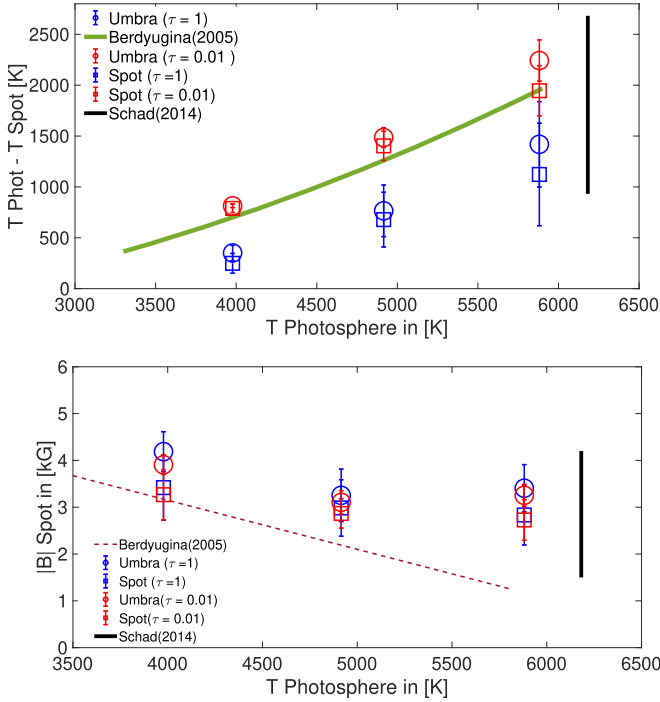 Umbra (τ = 1)
Berdyugina(2005)
Umbra (τ = 0.01 )
Spot (τ =1)
Spot (τ = 0.01)
Schad(2014)
T Phot - T Spot [K]
2500
2000
1500
1000
500
0
3000 3500 4000 4500 5000 5500 6000 6500
T Photosphere in [K]
|B| Spot in [kG]
6
5
4
3
2
1
0
Berdyugina(2005)
Umbra (τ=1)
Spot (τ=1)
Umbra(τ = 0.01)
Spot(τ = 0.01)
Schad(2014)
3500 4000 4500 5000 5500 6000 6500
T Photosphere in [K]